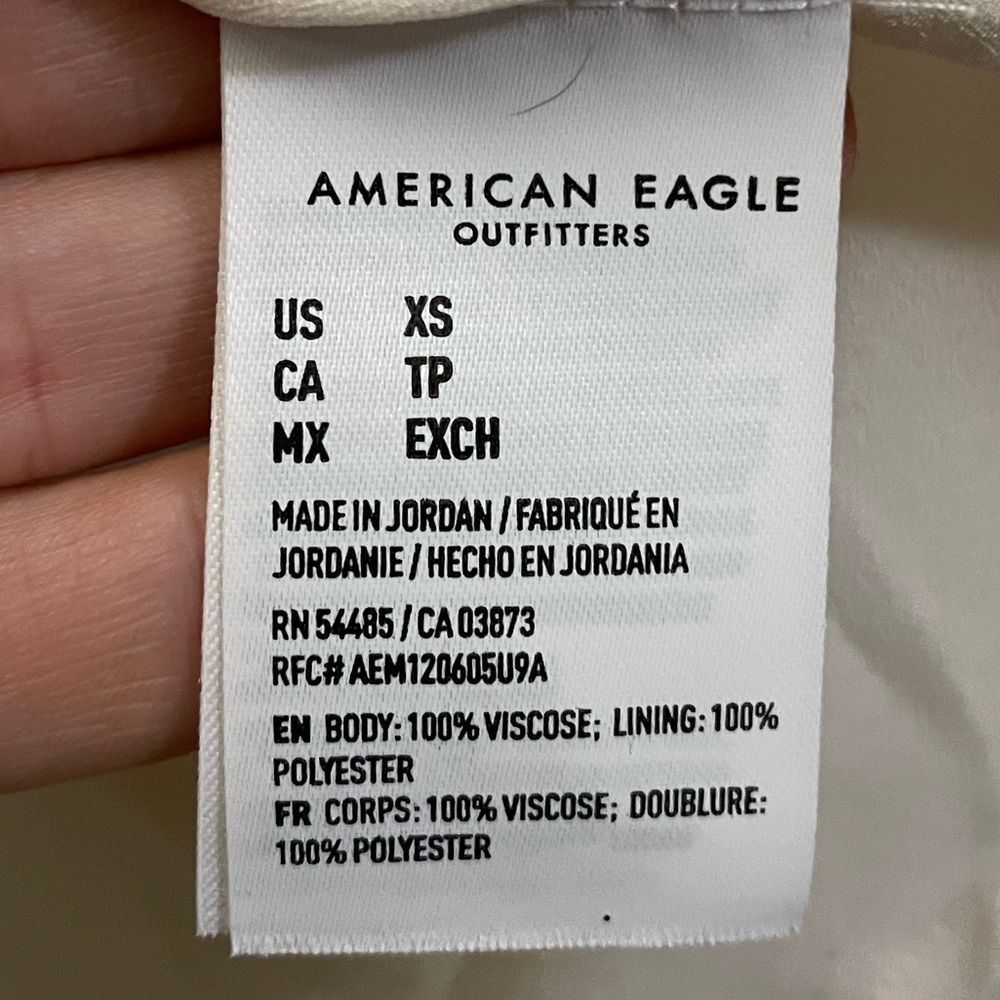 AMERICAN EAGLE
OUTFITTERS
US XS
CA TP
MX EXCH
MADE IN JORDAN / FABRIQUÉ EN
JORDANIE / HECHO EN JORDANIA
RN 54485 / CA 03873
RFC# AEM120605U9A
EN BODY: 100% VISCOSE; LINING: 100%
POLYESTER
FR CORPS: 100% VISCOSE; DOUBLURE:
100% POLYESTER